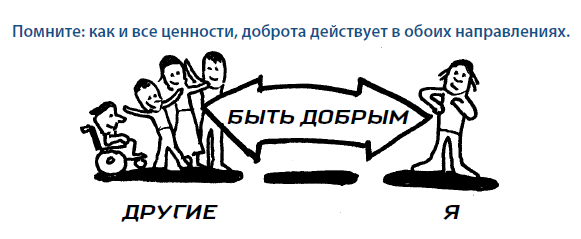 Помните: как и все ценности, доброта действует в обоих направлениях.
БЫТЬ ДОБРЫМ
ДРУГИЕ
Я